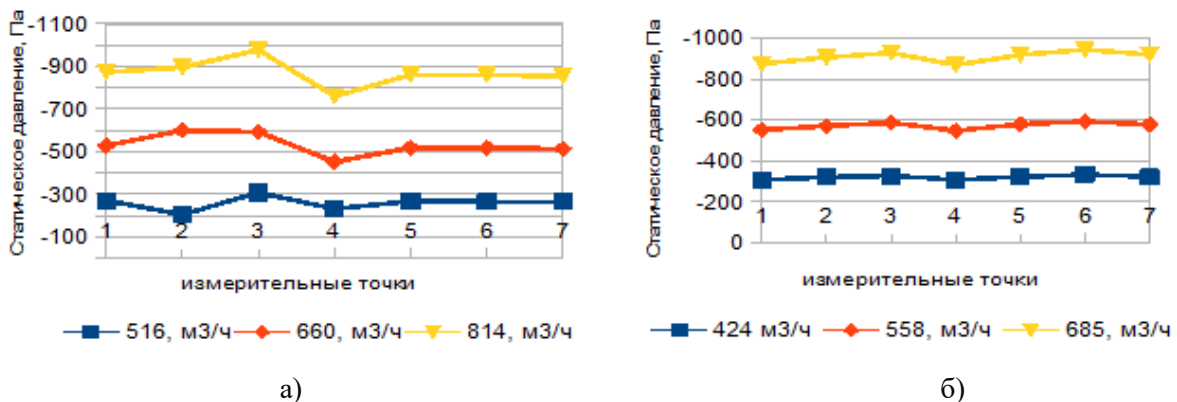 Статическое давление, Па
-1100
-900
-700
-500
-300
-100
1 2 3 4 5 6 7
измерительные точки
516, м3/ч 660, м3/ч 814, м3/ч
а)
Статическое давление, Па
-1000
-800
-600
-400
-200
0
1 2 3 4 5 6 7
измерительные точки
424 м3/ч 558, м3/ч 685, м3/ч
б)